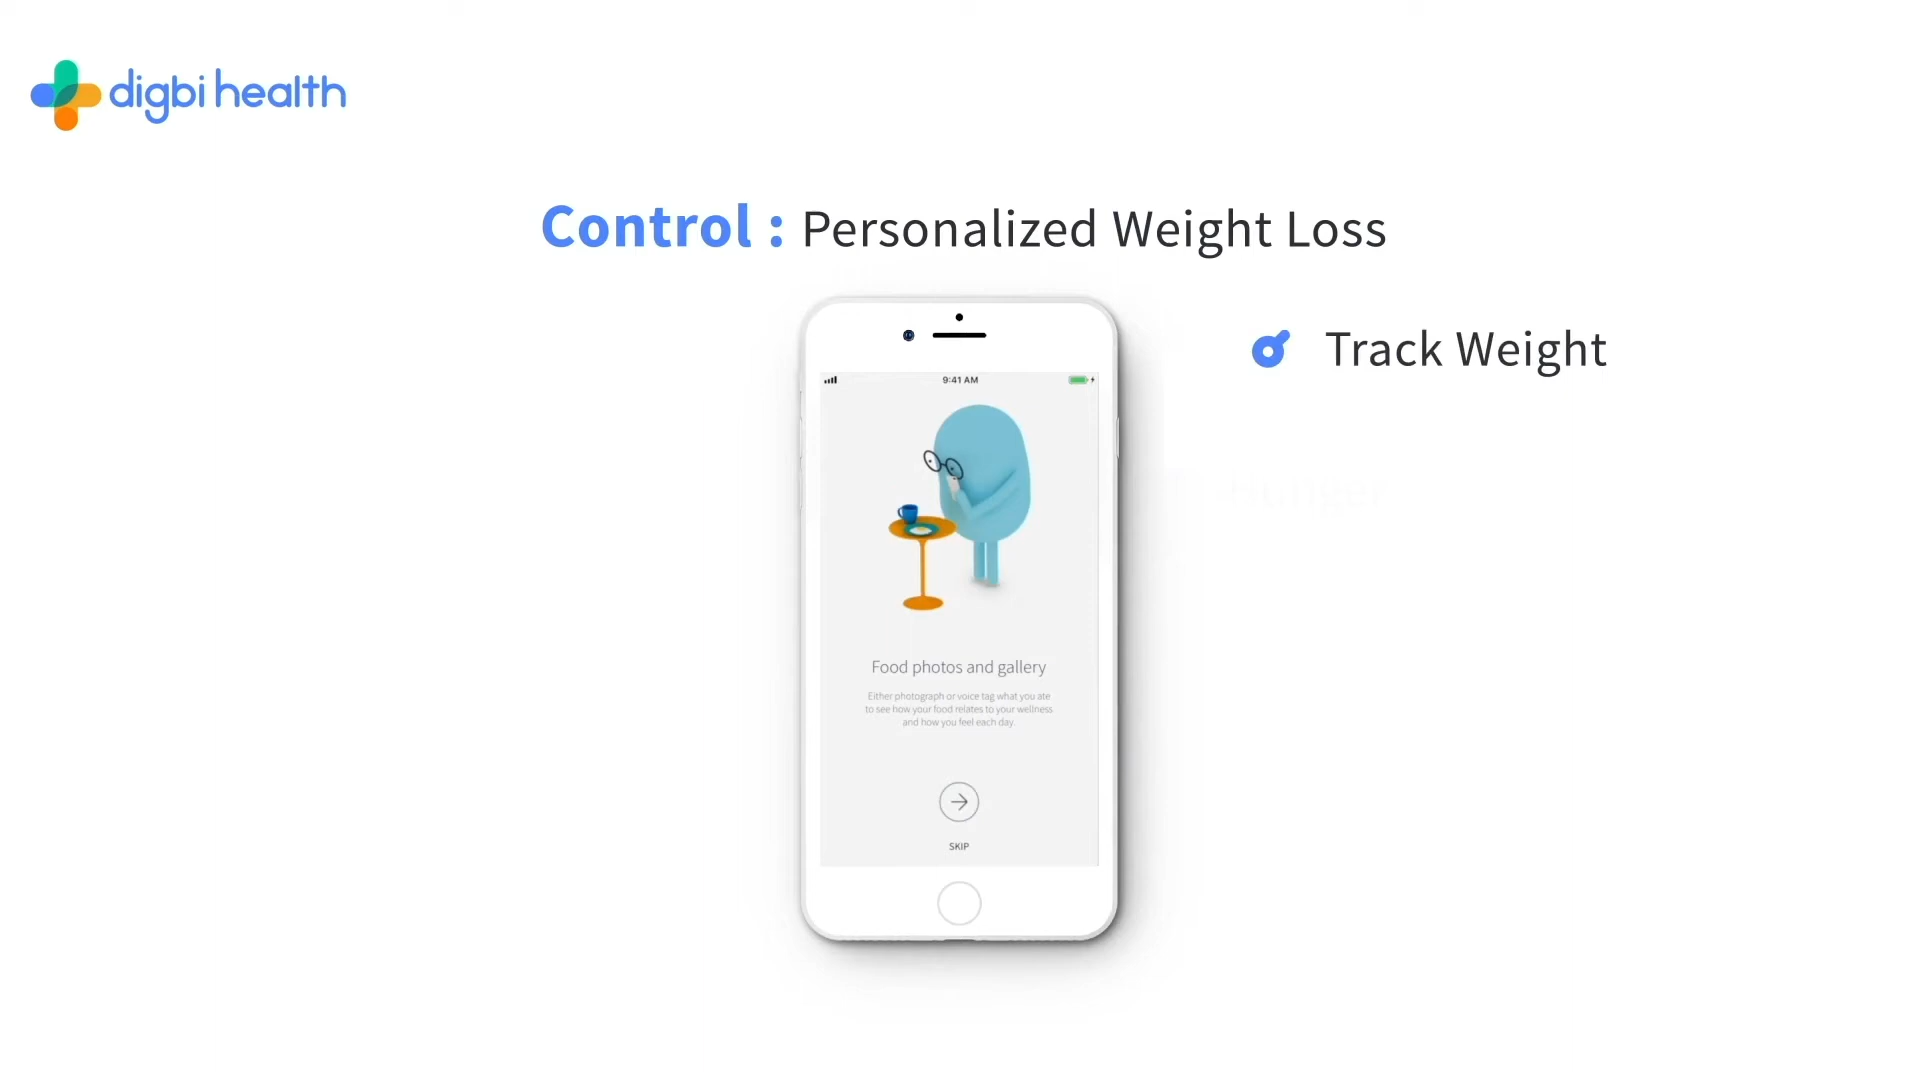 digbi health
Control : Personalized Weight Loss
Track Weight
9:41 AM
Food photos and gallery
Either photograph or voice tag what you ate
to see how your food relates to your wellness
and how you feel each day.
SKIP